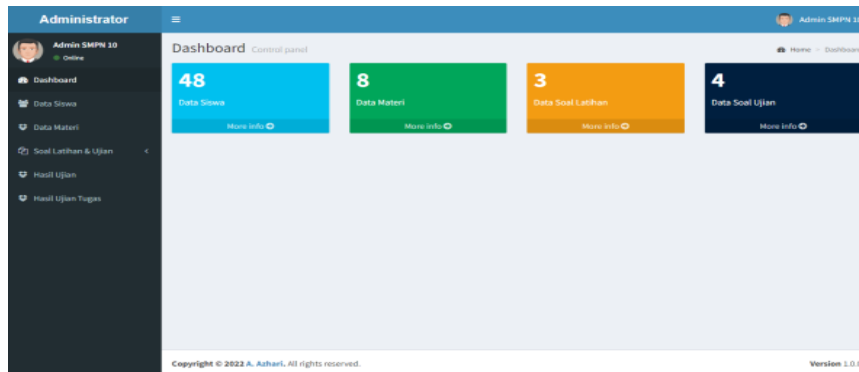 Administrator
Admin SMPN 10
Admin SMPN 10
Online
Dashboard Control panel
Home
Dashboard
Data Siswa
Data Materi
Soal Latihan & Ujian
Hasil Ujian
Hasil Ujian Tugas
48
Data Siswa
More info
8
Data Materi
More info
3
Data Soal Latihan
More info
4
Data Soal Ujian
More info
Copyright © 2022 A. Azhari. All rights reserved.
Version 1.0.